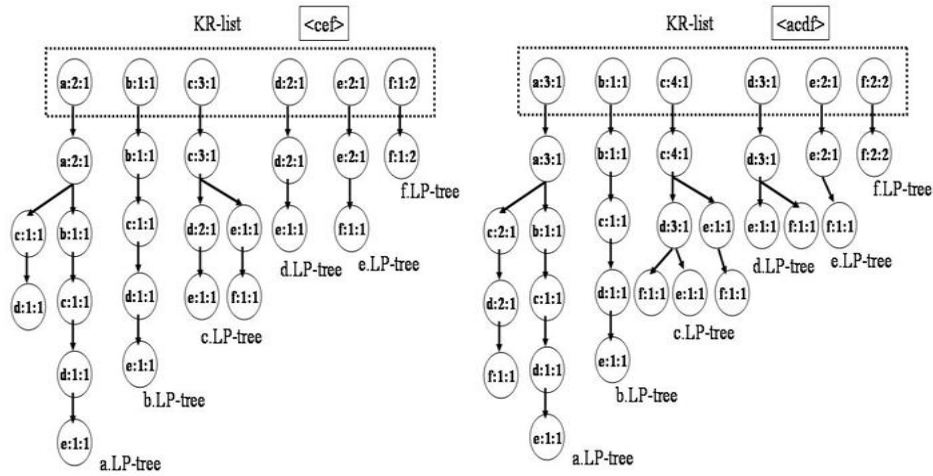 KR-list <cef>
a:2:1 b:1:1 c:3:1 d:2:1 e:2:1 f:1:2
a:2:1 b:1:1 c:3:1 d:2:1 e:2:1 f:1:2
f.LP-tree
c:1:1 b:1:1 c:1:1 d:2:1 e:1:1 e:1:1 f:1:1
d.LP-tree e.LP-tree
d:1:1 c:1:1 d:1:1 e:1:1 f:1:1
c.LP-tree
d:1:1 e:1:1
b.LP-tree
e:1:1
a.LP-tree
KR-list <acdf>
a:3:1 b:1:1 c:4:1 d:3:1 e:2:1 f:2:2
a:3:1 b:1:1 c:4:1 d:3:1 e:2:1 f:2:2
f.LP-tree
c:2:1 b:1:1 c:1:1 d:3:1 e:1:1 e:1:1 f:1:1 f:1:1
d.LP-tree e.LP-tree
d:2:1 c:1:1 d:1:1 f:1:1 e:1:1 f:1:1
c.LP-tree
f:1:1 d:1:1 e:1:1
b.LP-tree
e:1:1
a.LP-tree